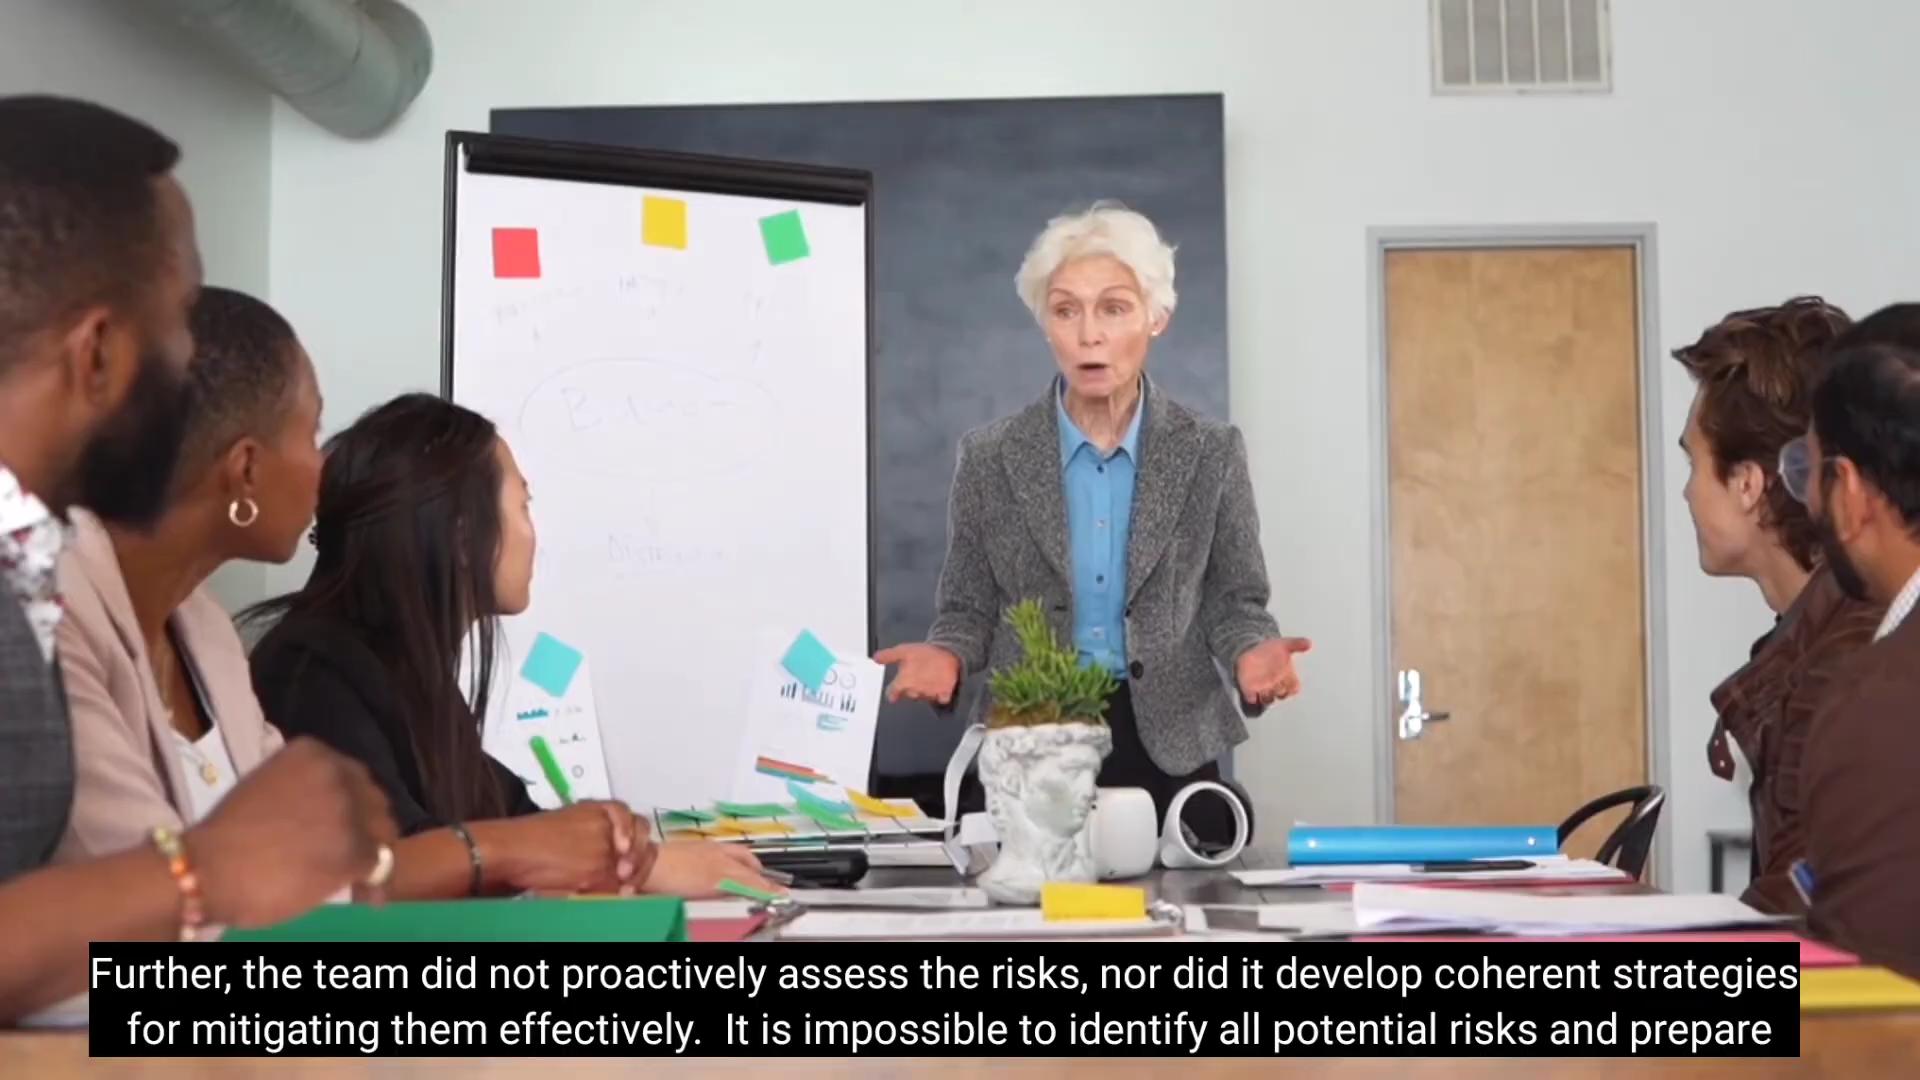 Further, the team did not proactively assess the risks, nor did it develop coherent strategies
for mitigating them effectively.  It is impossible to identify all potential risks and prepare